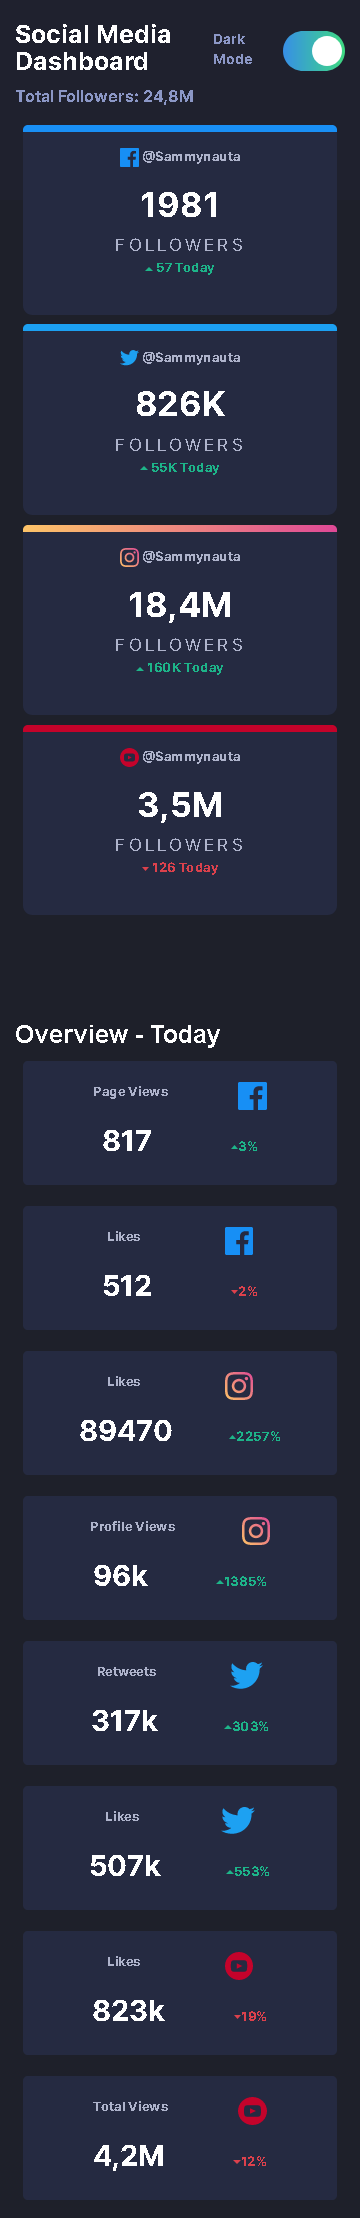 Social Media
Dashboard
Dark
Mode
Total Followers: 24,8M
@Sammynauta
1981
FOLLOWERS
57 Today
@Sammynauta
826K
FOLLOWERS
55K Today
@Sammynauta
18,4M
FOLLOWERS
160K Today
@Sammynauta
3,5M
FOLLOWERS
126 Today
Overview - Today
Page Views
817
3%
Likes
512
2%
Likes
89470
2257%
Profile Views
96k
1385%
Retweets
317k
303%
Likes
507k
553%
Likes
823k
19%
Total Views
4,2M
12%